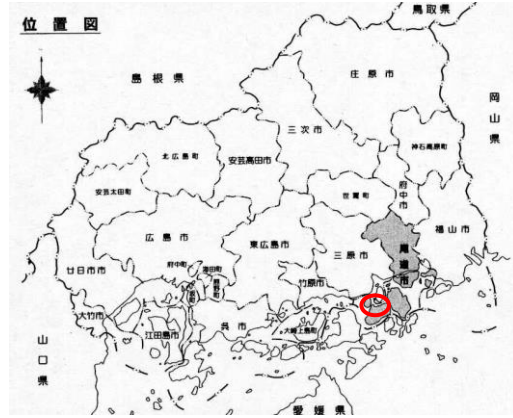 位置図
鳥取県
島根県
岡山県
庄原市
三次市
北広島町
安芸高田市
神石高原町
安芸太田町
世羅町
府中市
広島市
東広島市
三原市
尾道市
福山市
府中町
海田町
熊野町
廿日市市
竹原市
大竹市
江田島市
呉市
大崎上島町
山口県
愛媛県